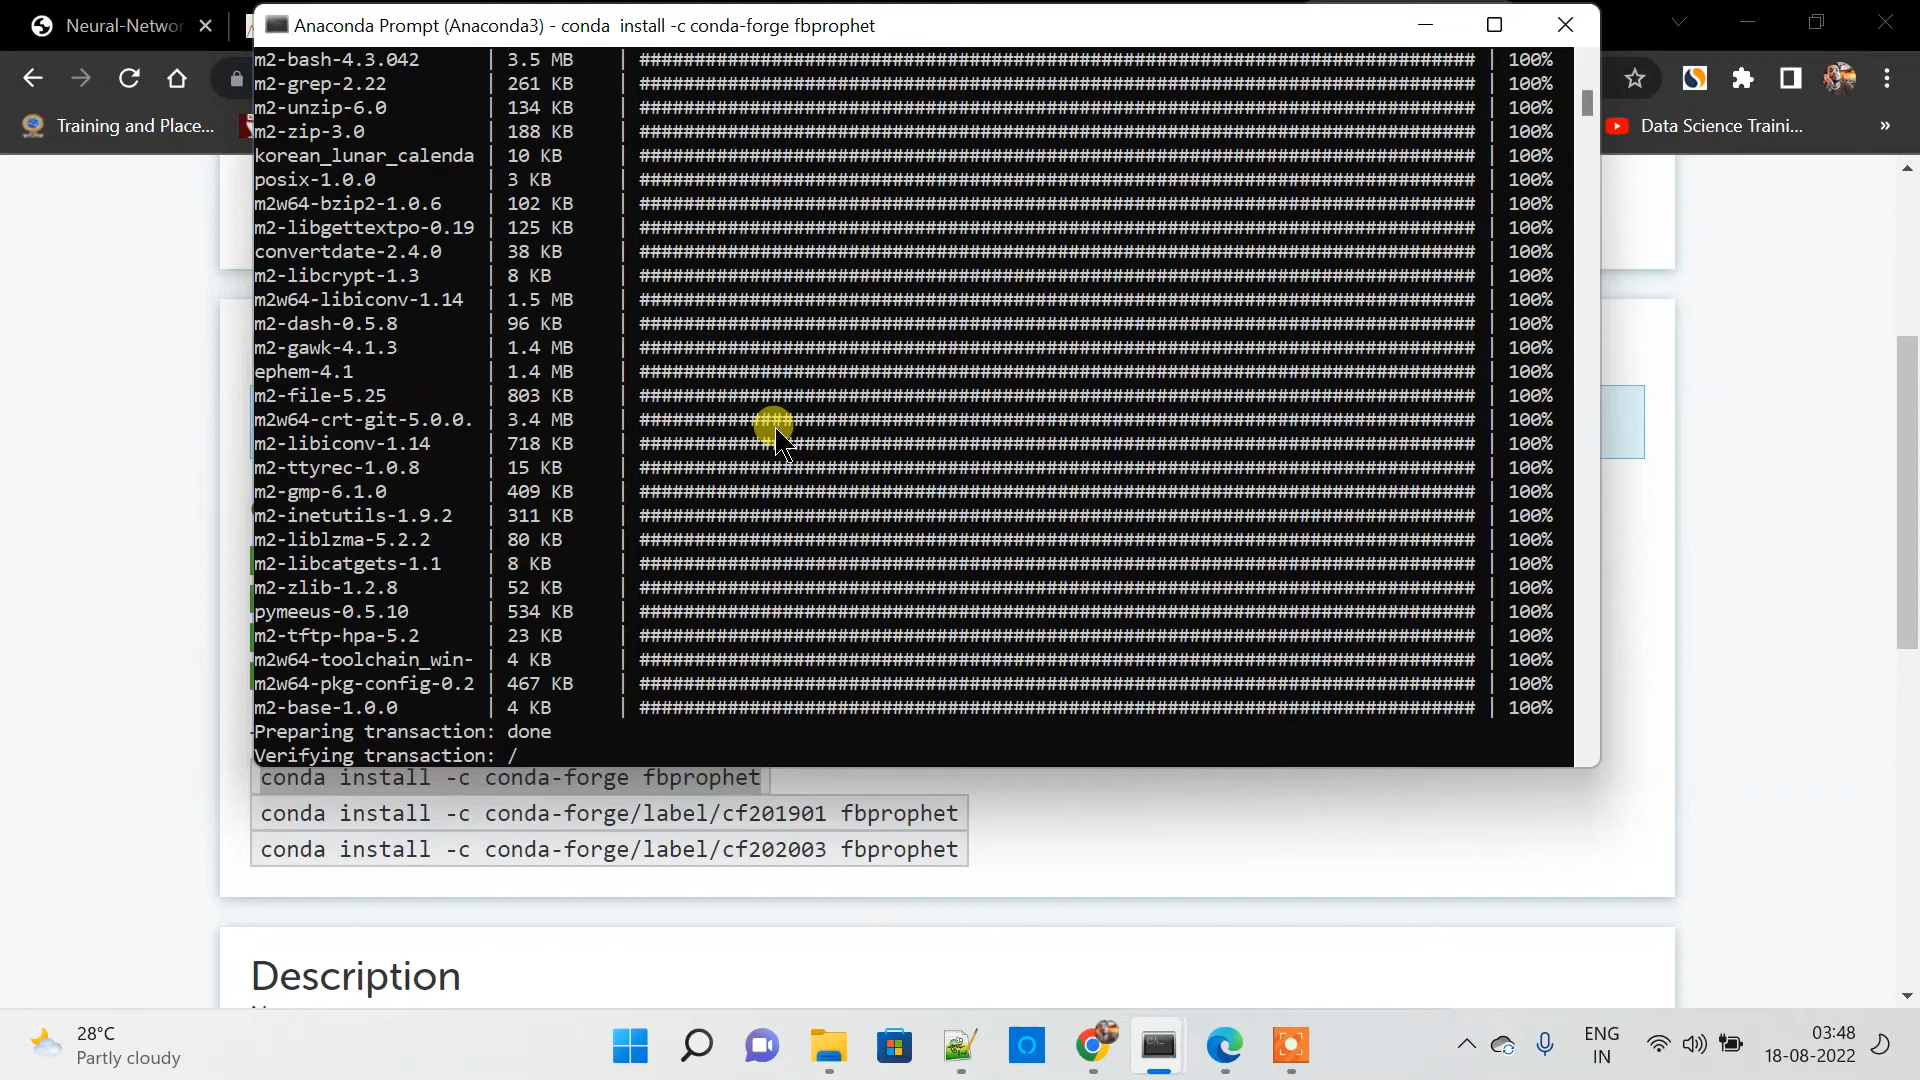 Neural-Networ
Anaconda Prompt (Anaconda3) - conda  install -c conda-forge fbprophet
Training and Place...
Data Science Traini...
»
m2-bash-4.3.042 | 3.5 MB | ############################################################################ | 100%
m2-grep-2.22 | 261 KB | ############################################################################ | 100%
m2-unzip-6.0 | 134 KB | ############################################################################ | 100%
m2-zip-3.0 | 188 KB | ############################################################################ | 100%
korean_lunar_calenda | 10 KB | ############################################################################ | 100%
posix-1.0.0 | 3 KB | ############################################################################ | 100%
m2w64-bzip2-1.0.6 | 102 KB | ############################################################################ | 100%
m2-libgettextpo-0.19 | 125 KB | ############################################################################ | 100%
convertdate-2.4.0 | 38 KB | ############################################################################ | 100%
m2-libcrypt-1.3 | 8 KB | ############################################################################ | 100%
m2w64-libiconv-1.14 | 1.5 MB | ############################################################################ | 100%
m2-dash-0.5.8 | 96 KB | ############################################################################ | 100%
m2-gawk-4.1.3 | 1.4 MB | ############################################################################ | 100%
ephem-4.1 | 1.4 MB | ############################################################################ | 100%
m2-file-5.25 | 803 KB | ############################################################################ | 100%
m2w64-crt-git-5.0.0. | 3.4 MB | ############################################################################ | 100%
m2-libiconv-1.14 | 718 KB | ############################################################################ | 100%
m2-ttyrec-1.0.8 | 15 KB | ############################################################################ | 100%
m2-gmp-6.1.0 | 409 KB | ############################################################################ | 100%
m2-inetutils-1.9.2 | 311 KB | ############################################################################ | 100%
m2-liblzma-5.2.2 | 80 KB | ############################################################################ | 100%
m2-libcatgets-1.1 | 8 KB | ############################################################################ | 100%
m2-zlib-1.2.8 | 52 KB | ############################################################################ | 100%
pymeeus-0.5.10 | 534 KB | ############################################################################ | 100%
m2-tftp-hpa-5.2 | 23 KB | ############################################################################ | 100%
m2w64-toolchain_win- | 4 KB | ############################################################################ | 100%
m2w64-pkg-config-0.2 | 467 KB | ############################################################################ | 100%
m2-base-1.0.0 | 4 KB | ############################################################################ | 100%
Preparing transaction: done
Verifying transaction: /
conda install -c conda-forge fbprophet
conda install -c conda-forge/label/cf201901 fbprophet
conda install -c conda-forge/label/cf202003 fbprophet
Description
28°C
Partly cloudy
ENG
IN
03:48
18-08-2022